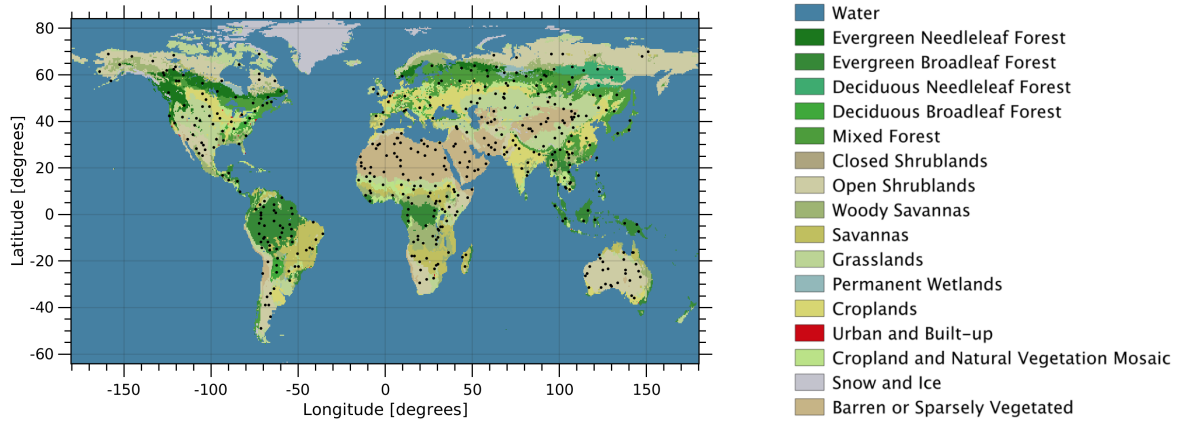 80
60
40
20
0
-20
-40
-60
Latitude [degrees]
-150
-100
-50
0
50
100
150
Longitude [degrees]
Water
Evergreen Needleleaf Forest
Evergreen Broadleaf Forest
Deciduous Needleleaf Forest
Deciduous Broadleaf Forest
Mixed Forest
Closed Shrublands
Open Shrublands
Woody Savannas
Savannas
Grasslands
Permanent Wetlands
Croplands
Urban and Built-up
Cropland and Natural Vegetation Mosaic
Snow and Ice
Barren or Sparsely Vegetated